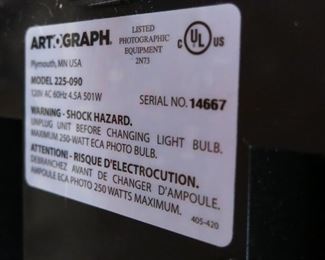 ARTOGRAPH®
Plymouth, MN USA
LISTED
PHOTOGRAPHIC
EQUIPMENT
2N73
C UL US
MODEL 225-090
120V AC 60Hz 4.5A 501W
SERIAL NO. 14667
WARNING - SHOCK HAZARD.
UNPLUG UNIT BEFORE CHANGING LIGHT BULB.
MAXIMUM 250-WATT ECA PHOTO BULB.
ATTENTION! - RISQUE D'ELECTROCUTION.
DEBRANCHEZ AVANT DE CHANGER D'AMPOULE.
AMPOULE ECA PHOTO 250 WATTS MAXIMUM.
405-420